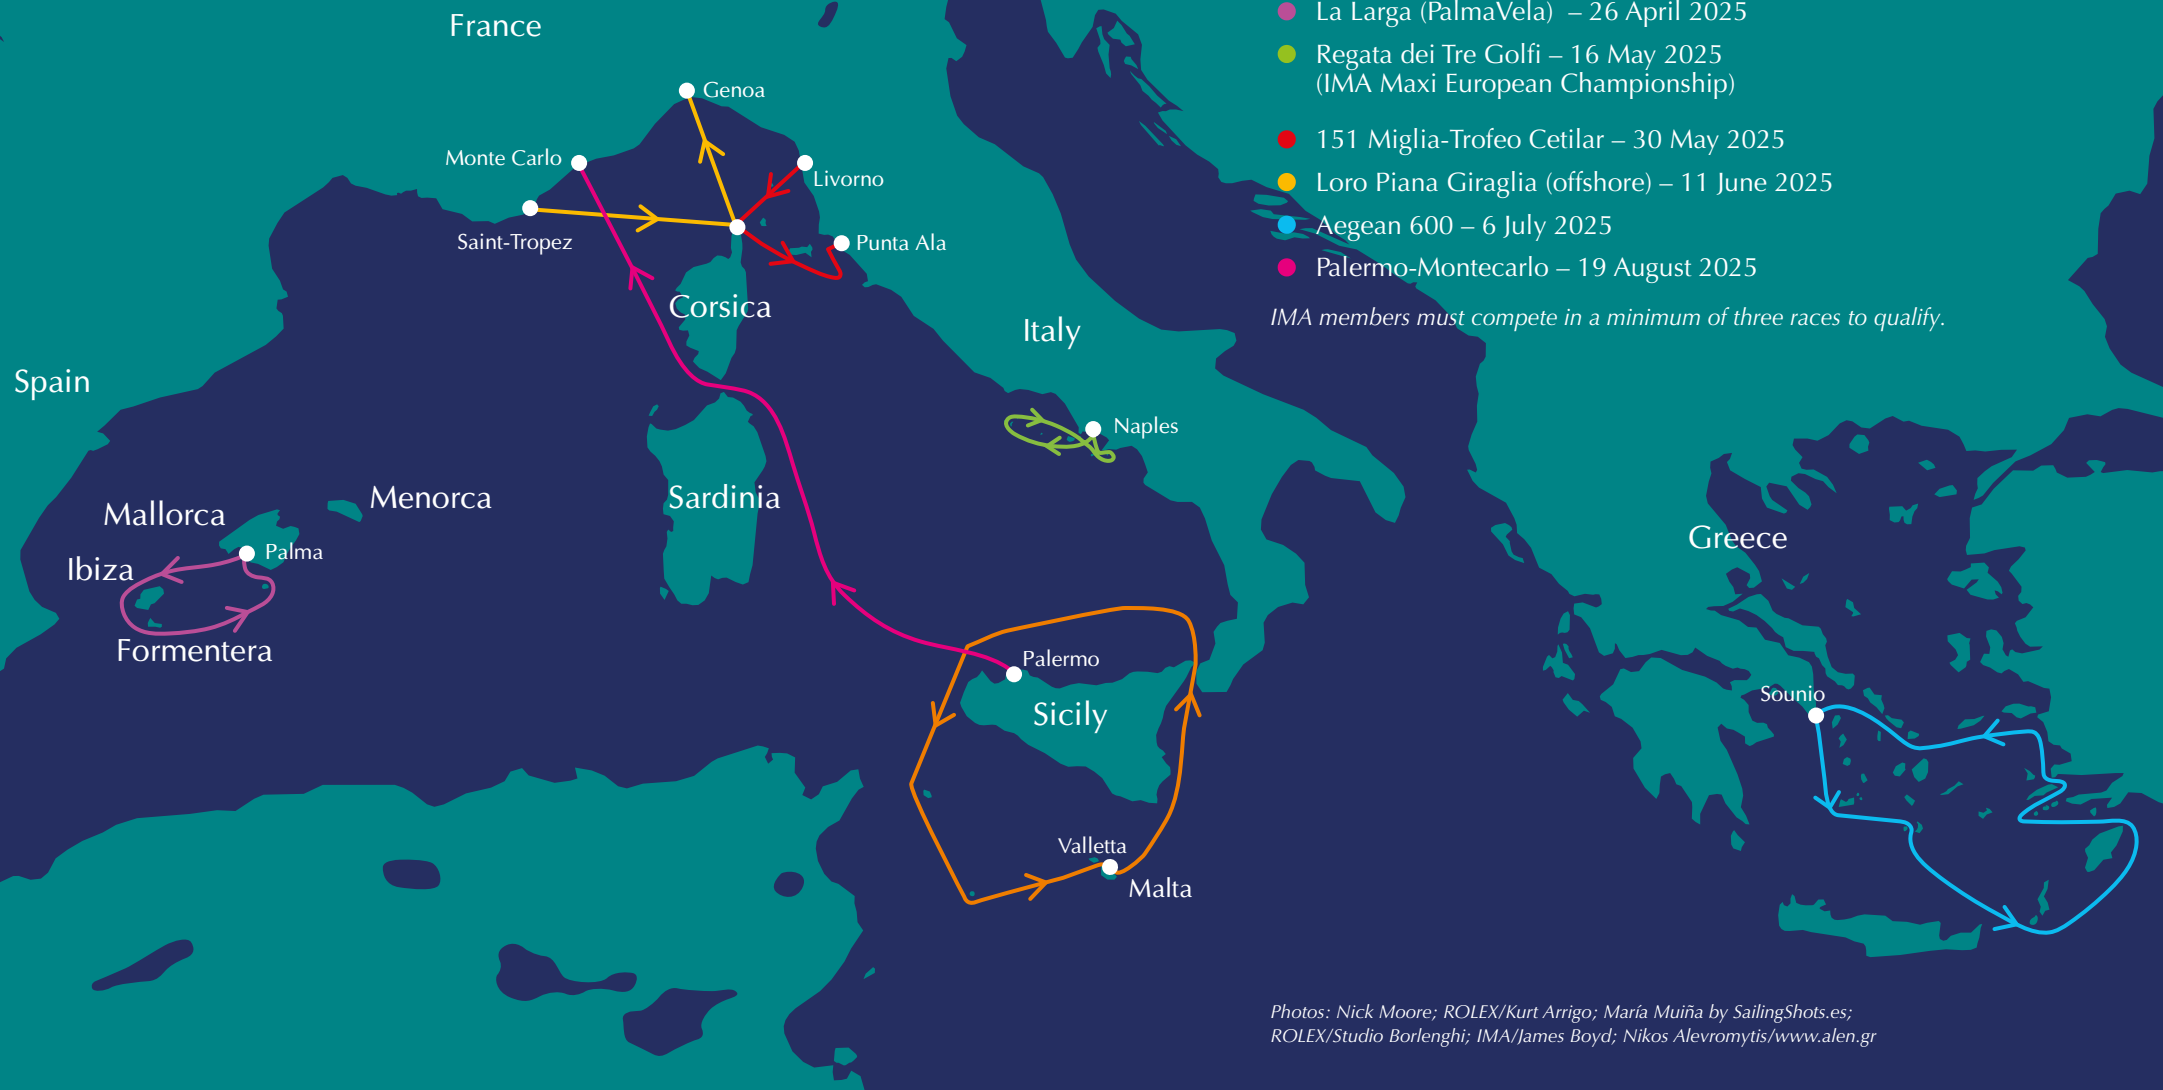 La Larga (PalmaVela) – 26 April 2025
Regata dei Tre Golfi – 16 May 2025
(IMA Maxi European Championship)
151 Miglia-Trofeo Cetilar – 30 May 2025
Loro Piana Giraglia (offshore) – 11 June 2025
Aegean 600 – 6 July 2025
Palermo-Montecarlo – 19 August 2025
IMA members must compete in a minimum of three races to qualify.
France
Genoa
Monte Carlo
Livorno
Saint-Tropez
Punta Ala
Corsica
Italy
Spain
Naples
Menorca
Sardinia
Mallorca
Greece
Palma
Ibiza
Formentera
Palermo
Sounio
Sicily
Valletta
Malta
Photos: Nick Moore; ROLEX/Kurt Arrigo; María Muiña by SailingShots.es;
ROLEX/Studio Borlenghi; IMA/James Boyd; Nikos Alevromytis/www.alen.gr